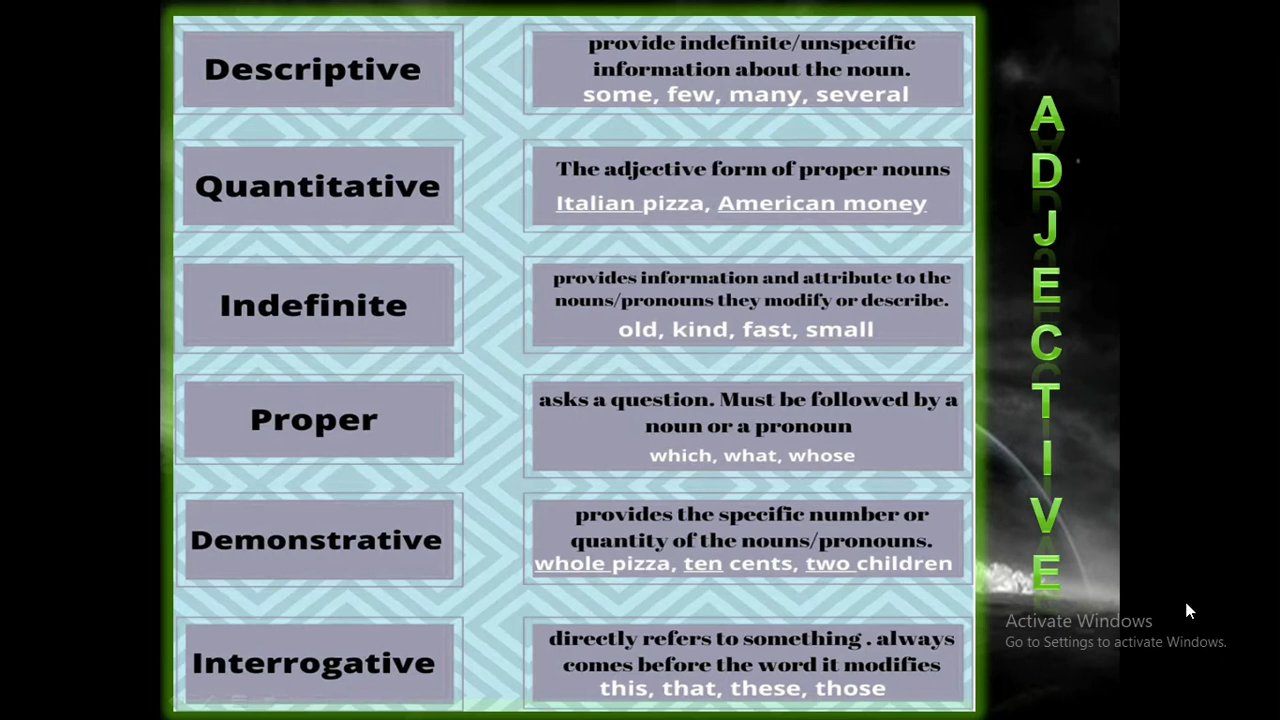 Descriptive
provide indefinite/unspecific
information about the noun.
some, few, many, several
Quantitative
The adjective form of proper nouns
Italian pizza, American money
Indefinite
provides information and attribute to the
nouns/pronouns they modify or describe.
old, kind, fast, small
Proper
asks a question. Must be followed by a
noun or a pronoun
which, what, whose
Demonstrative
provides the specific number or
quantity of the nouns/pronouns.
whole pizza, ten cents, two children
Interrogative
directly refers to something . always
comes before the word it modifies
this, that, these, those
ADJECTIVE
Activate Windows
Go to Settings to activate Windows.